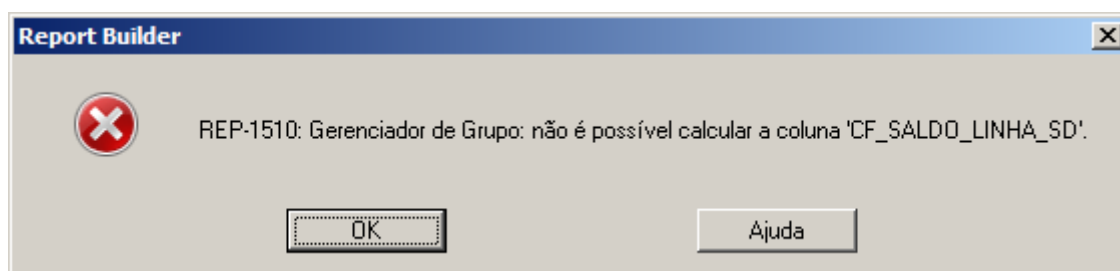 Report Builder
REP-1510: Gerenciador de Grupo: não é possível calcular a coluna 'CF_SALDO_LINHA_SD'.
OK
Ajuda